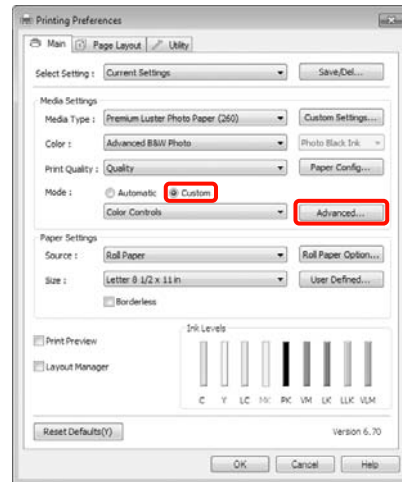 Printing Preferences
Main Page Layout Utility
Select Setting : Current Settings Save/Del...
Media Settings
Media Type : Premium Luster Photo Paper (260) Custom Settings...
Color : Advanced B&W Photo Photo Black Ink
Print Quality : Quality Paper Config...
Mode : Automatic Custom
Color Controls Advanced...
Paper Settings
Source : Roll Paper Roll Paper Option...
Size : Letter 8 1/2 x 11 in User Defined...
Borderless
Ink Levels
Print Preview
Layout Manager
C Y LC MK PK VM LK LLK VLM
Reset Defaults(Y) Version 6.70
OK Cancel Help